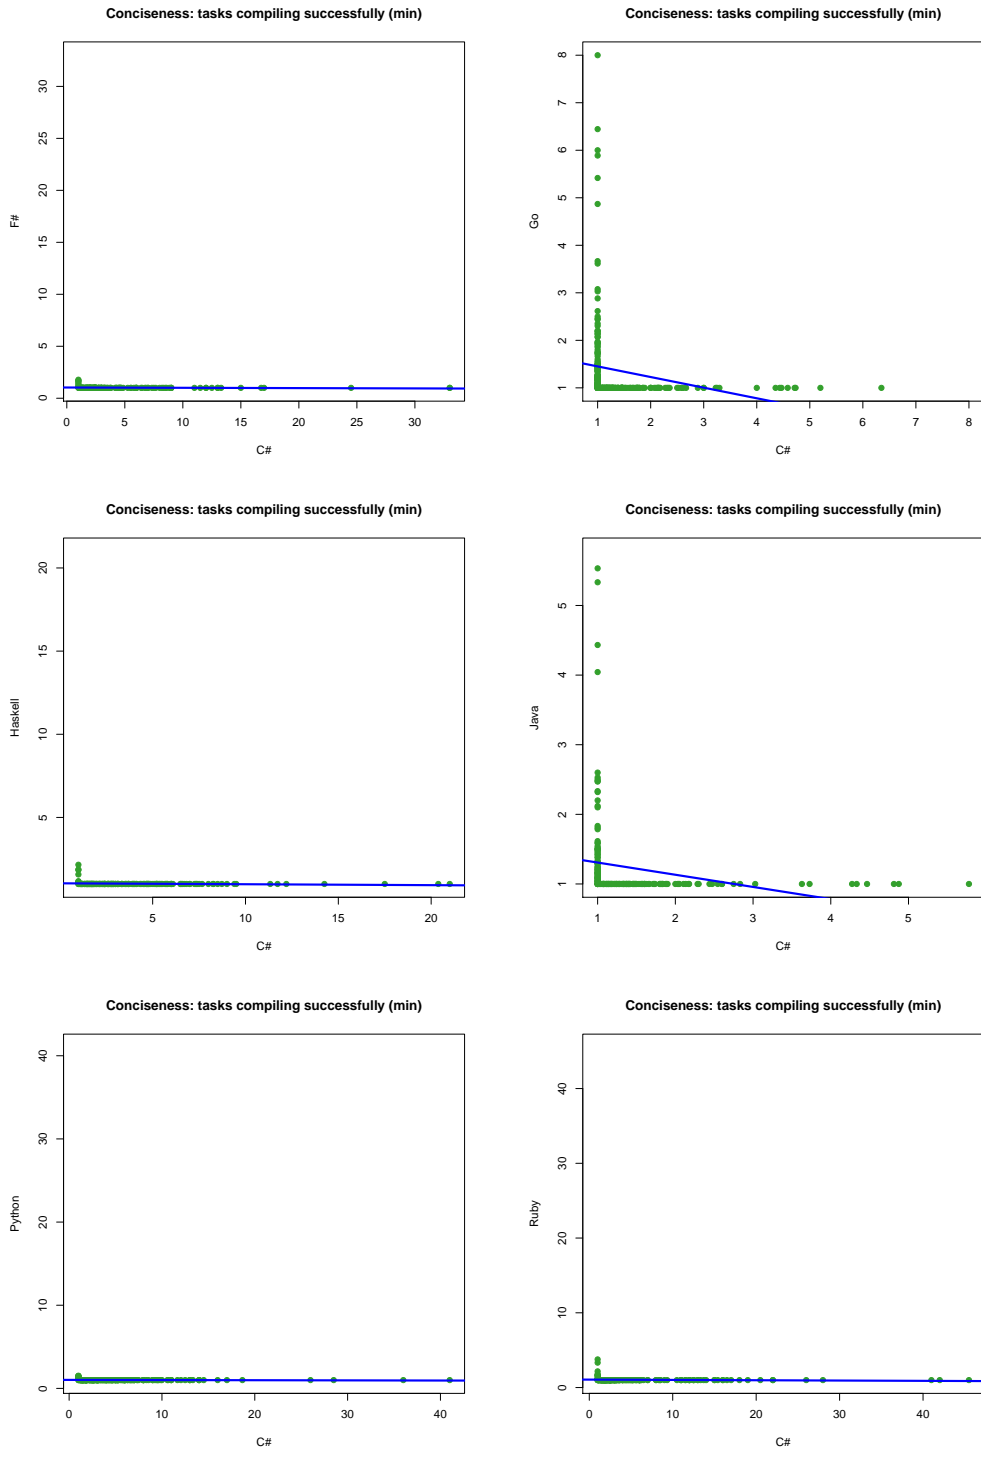 Conciseness: tasks compiling successfully (min)
30
25
20
15
10
5
0
F#
0 5 10 15 20 25 30
C#
Conciseness: tasks compiling successfully (min)
8
7
6
5
4
3
2
1
Go
1 2 3 4 5 6 7 8
C#
Conciseness: tasks compiling successfully (min)
20
15
10
5
Haskell
5 10 15 20
C#
Conciseness: tasks compiling successfully (min)
5
4
3
2
1
Java
1 2 3 4 5
C#
Conciseness: tasks compiling successfully (min)
40
30
20
10
0
Python
0 10 20 30 40
C#
Conciseness: tasks compiling successfully (min)
40
30
20
10
0
Ruby
0 10 20 30 40
C#